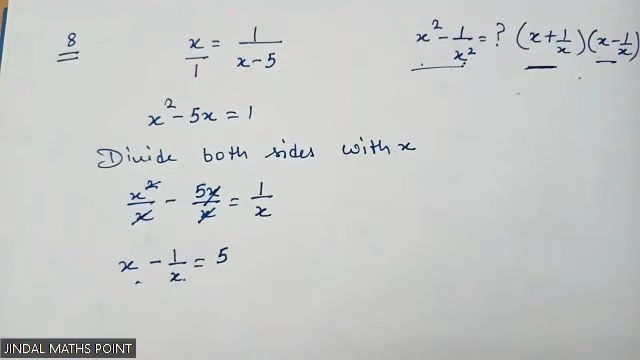 8
x/1 = 1/(x-5)
x² - 1/x² = ? (x + 1/x)(x - 1/x)
x² - 5x = 1
Divide both sides with x
x²/x - 5x/x = 1/x
x - 1/x = 5
JINDAL MATHS POINT